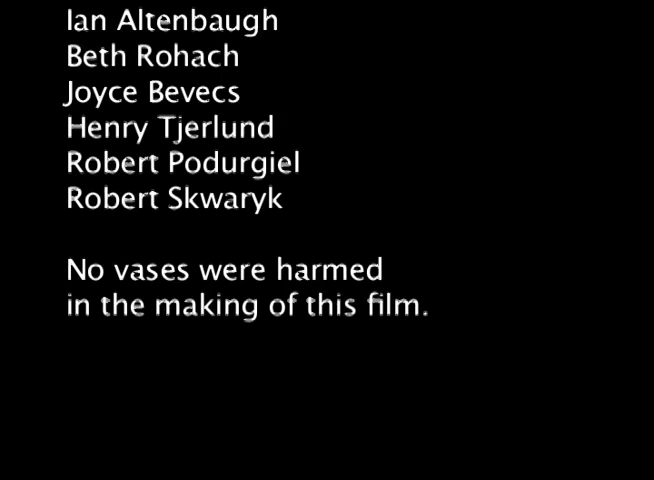 Ian Altenbaugh
Beth Rohach
Joyce Bevecs
Henry Tjerlund
Robert Podurgiel
Robert Skwaryk
No vases were harmed
in the making of this film.